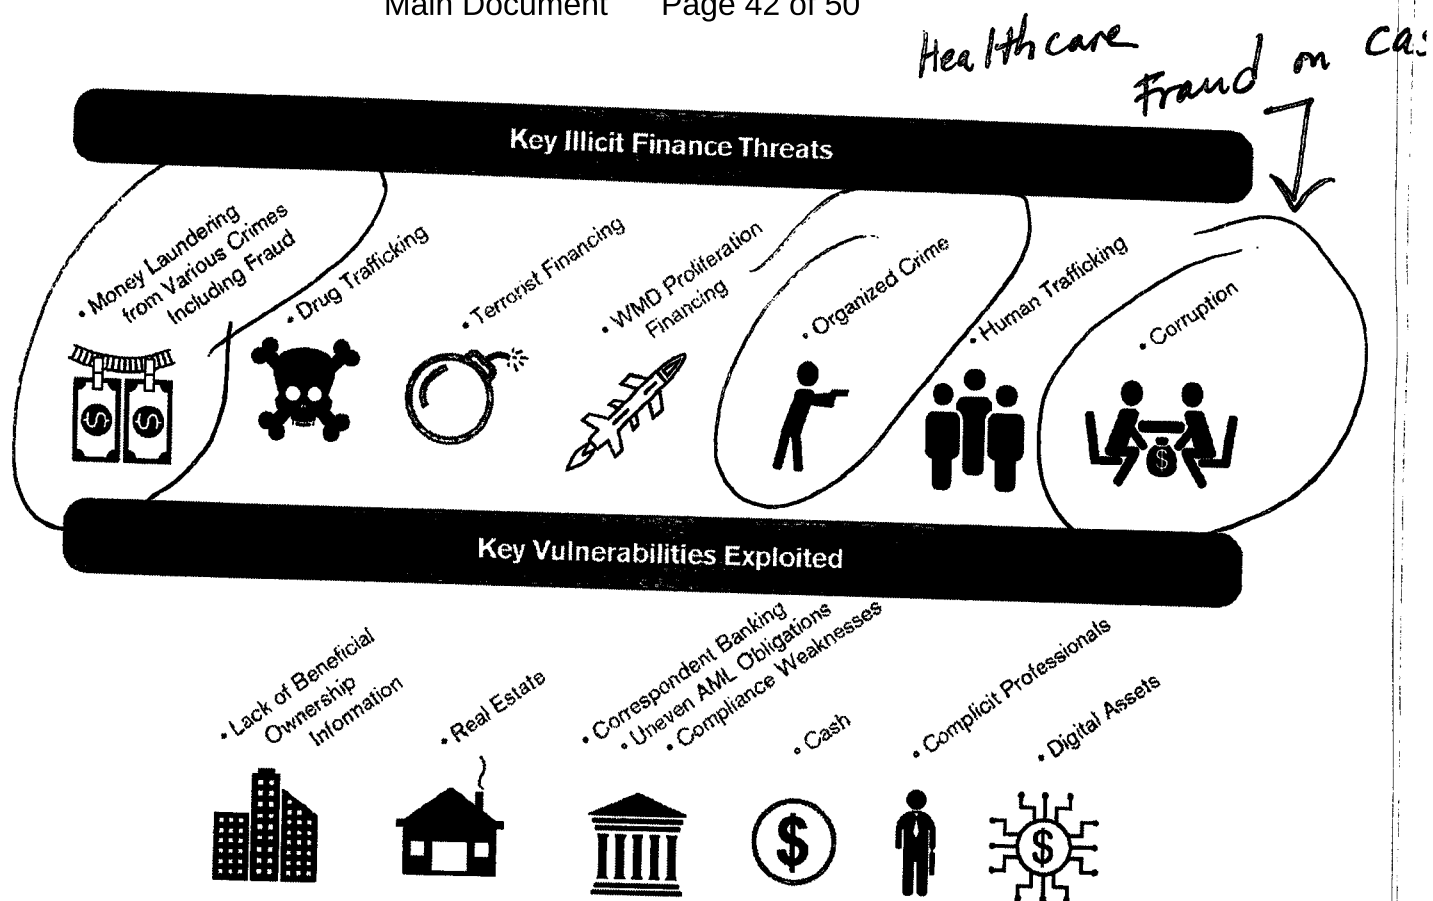 Main Document Page 42 of 50
Healthcare
Fraud on
Key Illicit Finance Threats
• Money Laundering
from Various Crimes
Including Fraud
• Drug Trafficking
• Terrorist Financing
• WMD Proliferation
Financing
• Organized Crime
• Human Trafficking
• Corruption
$ $
$
Key Vulnerabilities Exploited
• Lack of Beneficial
Ownership
Information
• Real Estate
• Correspondent Banking
• Uneven AML Obligations
• Compliance Weaknesses
• Cash
• Complicit Professionals
• Digital Assets
$
$